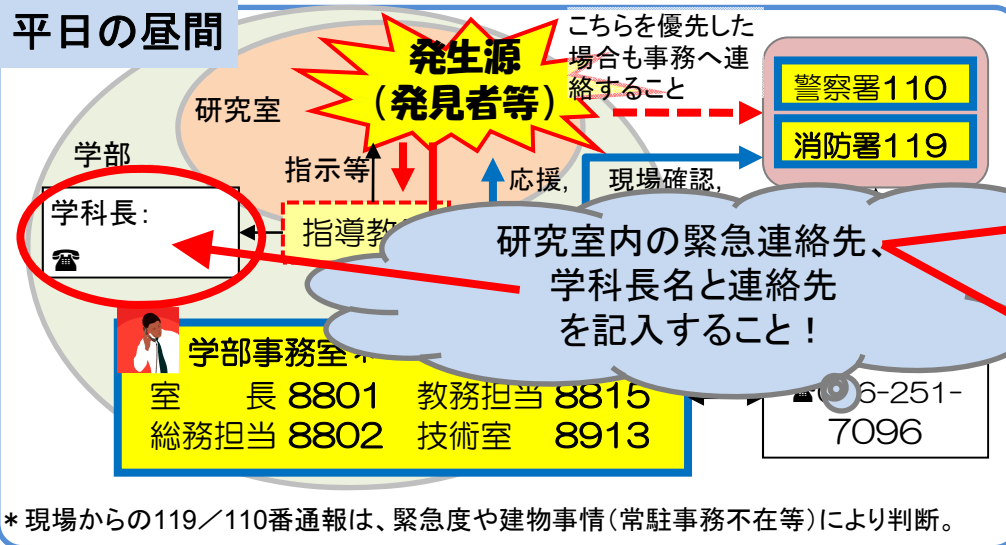 平日の昼間
こちらを優先した
場合も事務へ連
絡すること
発生源
(発見者等)
警察署110
消防署119
研究室
学部
指示等
応援,
現場確認,
学科長:
☎
指導教
研究室内の緊急連絡先、
学科長名と連絡先
を記入すること!
学部事務室
室 長 8801 教務担当 8815
総務担当 8802 技術室 8913
6-251-
7096
*現場からの119/110番通報は、緊急度や建物事情(常駐事務不在等)により判断。